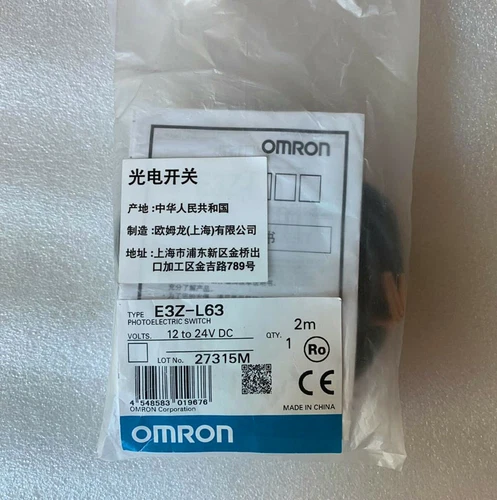 OMRON
光电开关
产地:中华人民共和国
制造:欧姆龙(上海)有限公司
地址:上海市浦东新区金桥出
口加工区金吉路789号
书
TYPE E3Z-L63 2m
PHOTOELECTRIC SWITCH
VOLTS. 12 to 24V DC QTY. 1
LOT No. 27315M
Ro
CE
4 548583 019676
OMRON Corporation
MADE IN CHINA
OMRON